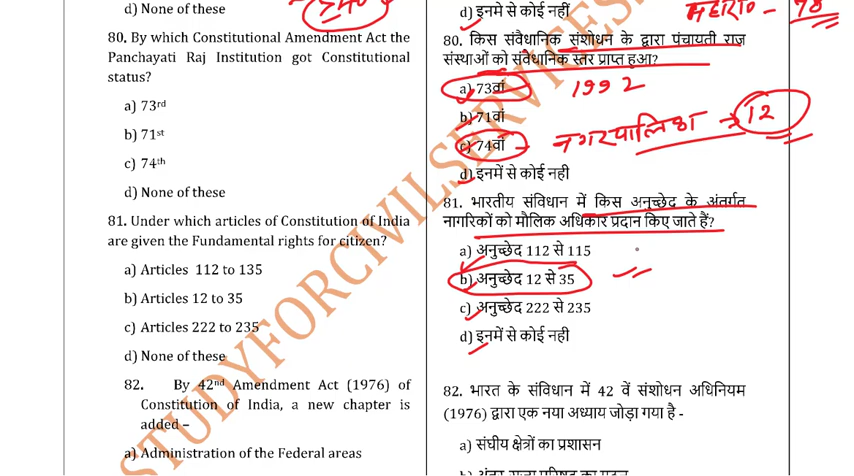 d) None of these
80. By which Constitutional Amendment Act the
Panchayati Raj Institution got Constitutional
status?
a) 73rd
b) 71st
c) 74th
d) None of these
81. Under which articles of Constitution of India
are given the Fundamental rights for citizen?
a) Articles 112 to 135
b) Articles 12 to 35
c) Articles 222 to 235
d) None of these
82. By 42nd Amendment Act (1976) of
Constitution of India, a new chapter is
added –
a) Administration of the Federal areas
d) इनमे से कोई नहीं
80. किस संवैधानिक संशोधन के द्वारा पंचायती राज
संस्थाओं को संवैधानिक स्तर प्राप्त हुआ?
a) 73वां 1992
b) 71वां
c) 74वाँ – नगरपालिका → 12
d) इनमें से कोई नही
81. भारतीय संविधान में किस अनुच्छेद के अंतर्गत
नागरिकों को मौलिक अधिकार प्रदान किए जाते हैं?
a) अनुच्छेद 112 से 115
b) अनुच्छेद 12 से 35
c) अनुच्छेद 222 से 235
d) इनमें से कोई नही
82. भारत के संविधान में 42 वें संशोधन अधिनियम
(1976) द्वारा एक नया अध्याय जोड़ा गया है -
a) संघीय क्षेत्रों का प्रशासन
STUDYFORCIVILSERVICES